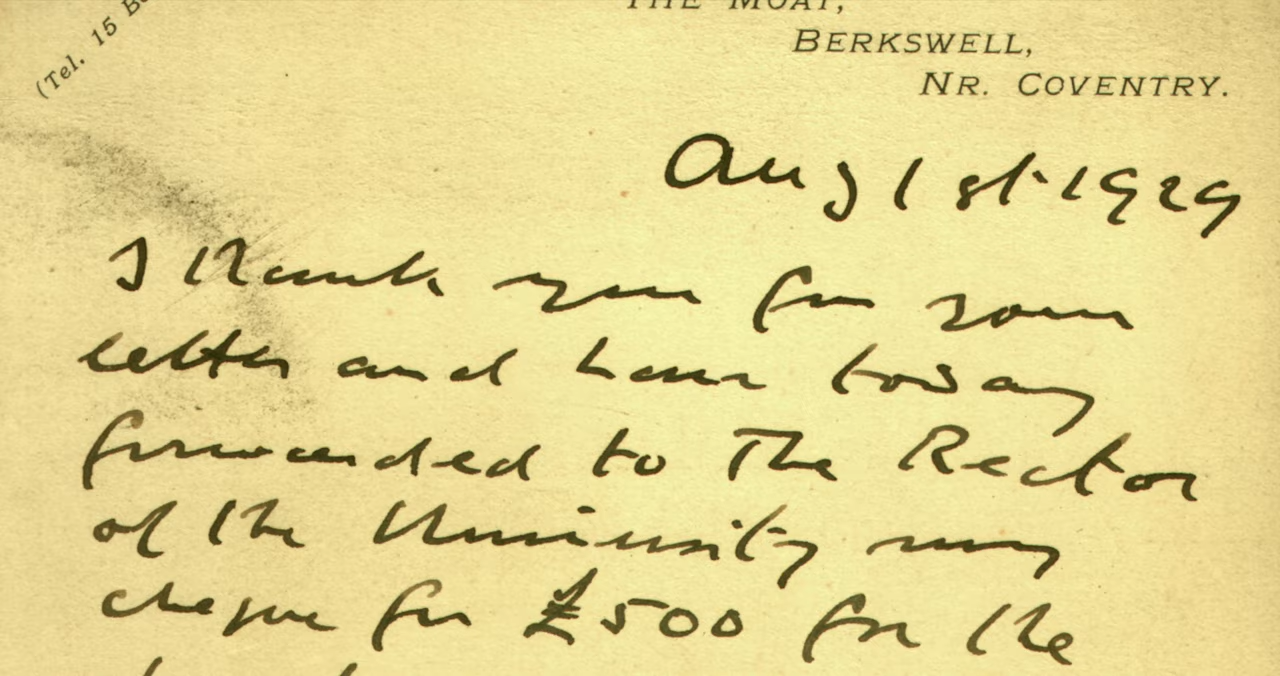 (Tel. 15 B
THE MOAT,
BERKSWELL,
NR. COVENTRY.
Aug 1st. 1929
I thank you for your
letter and have today
forwarded to The Rector
of the University my
cheque for £500 for the